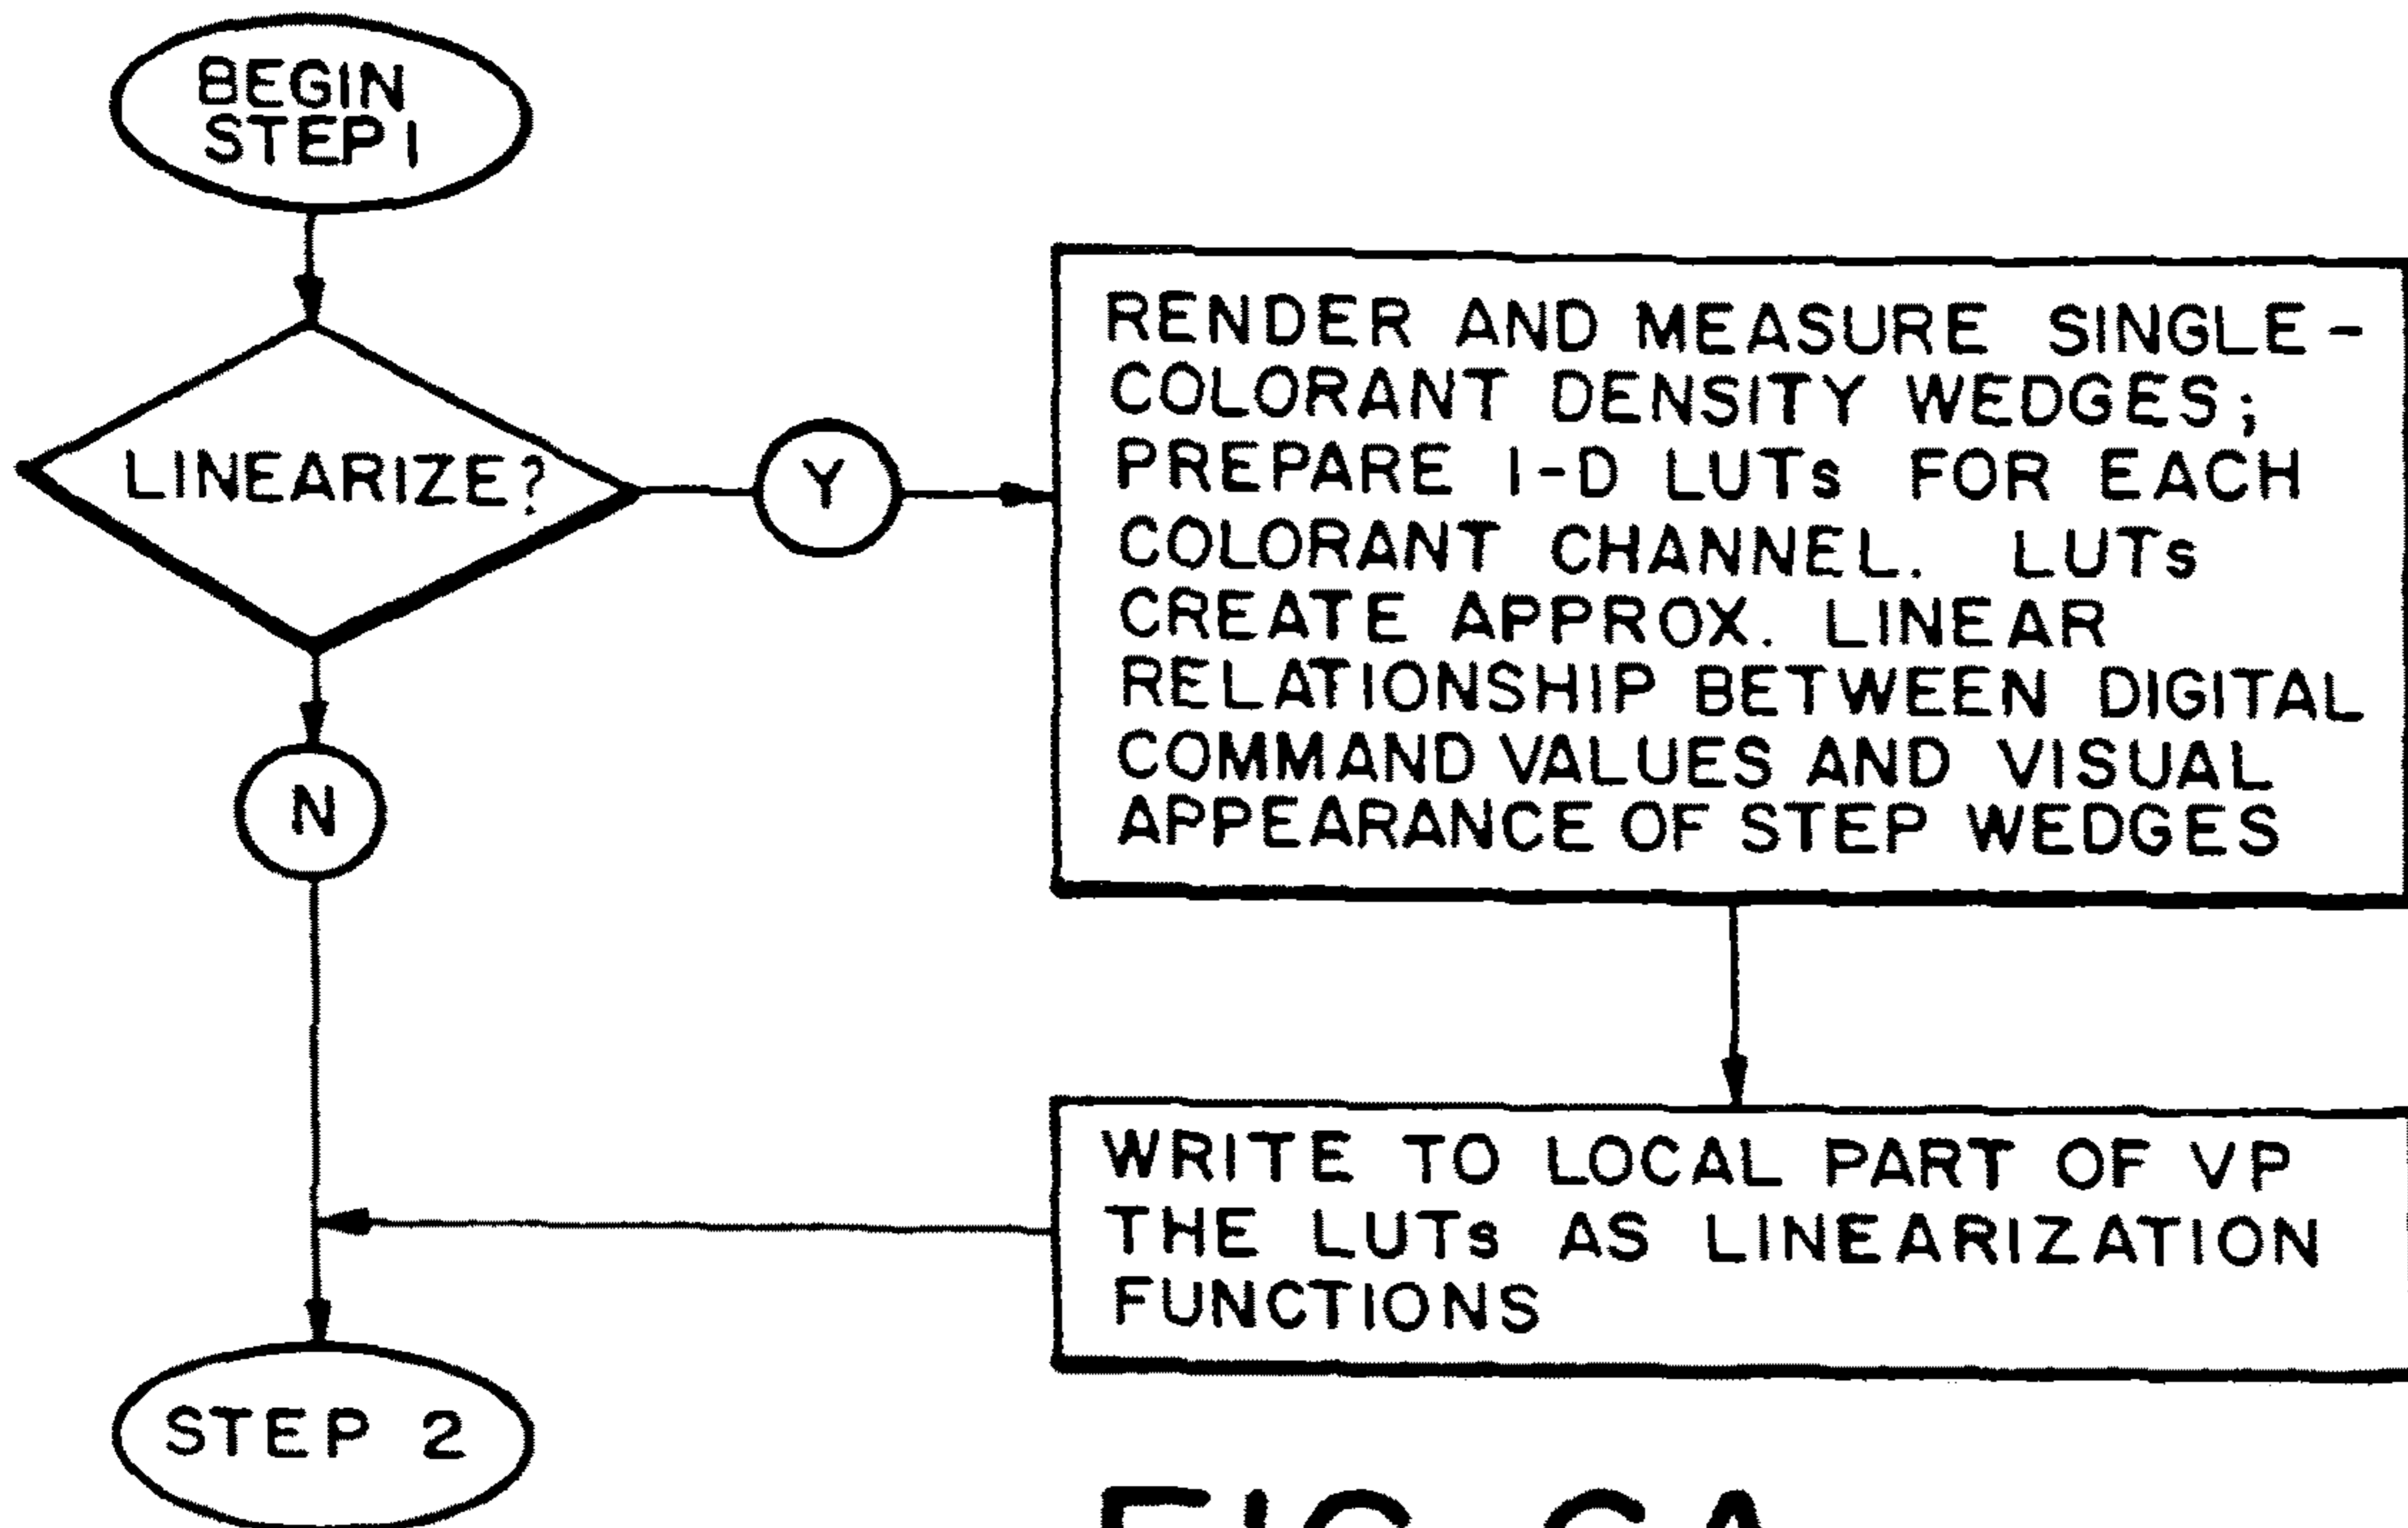 BEGIN
STEP 1
LINEARIZE?
Y
RENDER AND MEASURE SINGLE-
COLORANT DENSITY WEDGES;
PREPARE 1-D LUTs FOR EACH
COLORANT CHANNEL. LUTs
CREATE APPROX. LINEAR
RELATIONSHIP BETWEEN DIGITAL
COMMAND VALUES AND VISUAL
APPEARANCE OF STEP WEDGES
N
WRITE TO LOCAL PART OF VP
THE LUTs AS LINEARIZATION
FUNCTIONS
STEP 2